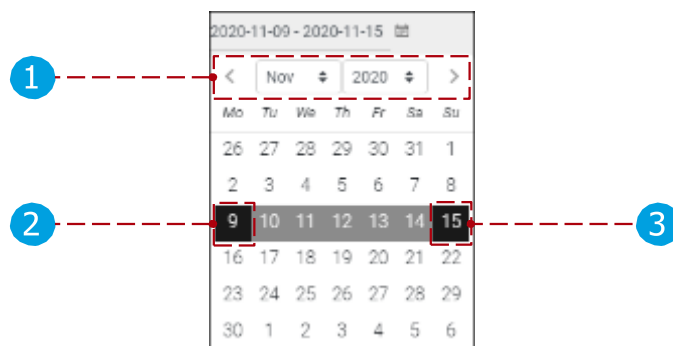 2020-11-09 - 2020-11-15
1
< Nov 2020 >
Mo Tu We Th Fr Sa Su
26 27 28 29 30 31 1
2 3 4 5 6 7 8
2 9 10 11 12 13 14 15 3
16 17 18 19 20 21 22
23 24 25 26 27 28 29
30 1 2 3 4 5 6